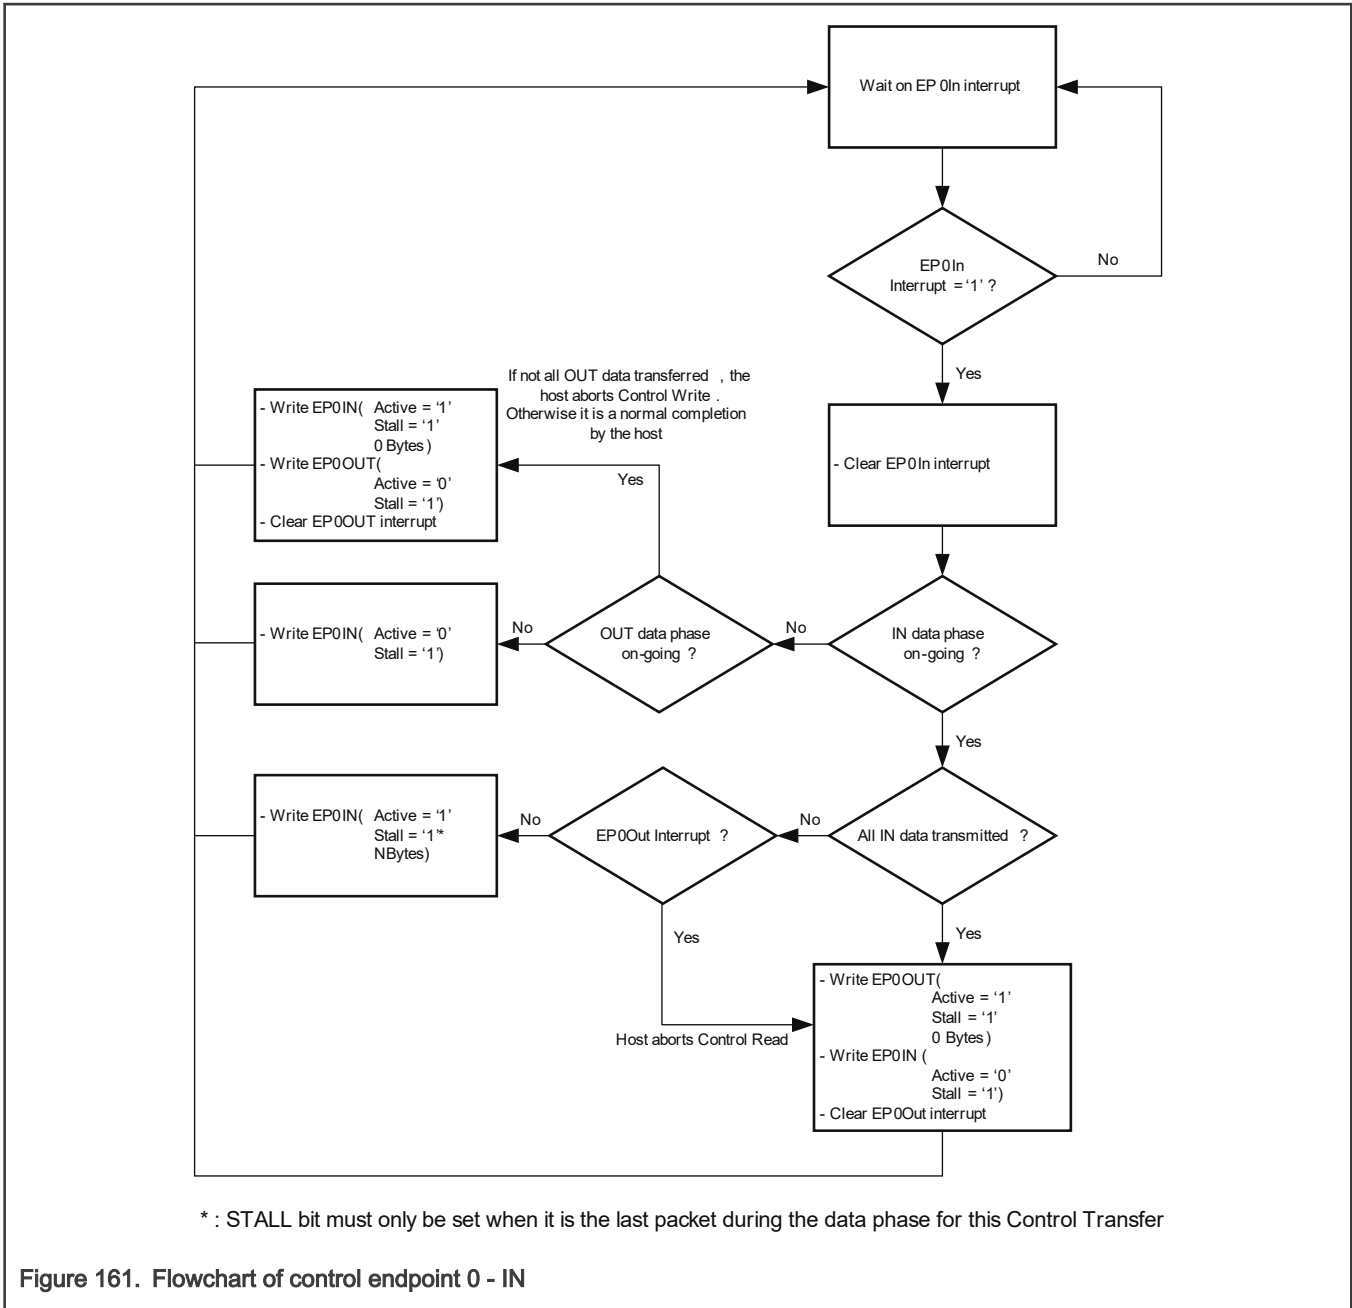 Wait on EP 0In interrupt
EP0In
Interrupt = ‘1’ ?
No
Yes
If not all OUT data transferred , the
host aborts Control Write .
Otherwise it is a normal completion
by the host
- Write EP0IN( Active = ‘1’
Stall = ‘1’
0 Bytes)
- Write EP0OUT(
Active = ‘0’
Stall = ‘1’)
- Clear EP0OUT interrupt
- Clear EP0In interrupt
Yes
- Write EP0IN( Active = ‘0’
Stall = ‘1’)
No
OUT data phase
on-going ?
No
IN data phase
on-going ?
Yes
- Write EP0IN( Active = ‘1’
Stall = ‘1’*
NBytes)
No
EP0Out Interrupt ?
No
All IN data transmitted ?
Yes
Yes
Host aborts Control Read
- Write EP0OUT(
Active = ‘1’
Stall = ‘1’
0 Bytes)
- Write EP0IN (
Active = ‘0’
Stall = ‘1’)
- Clear EP0Out interrupt
* : STALL bit must only be set when it is the last packet during the data phase for this Control Transfer
Figure 161. Flowchart of control endpoint 0 - IN